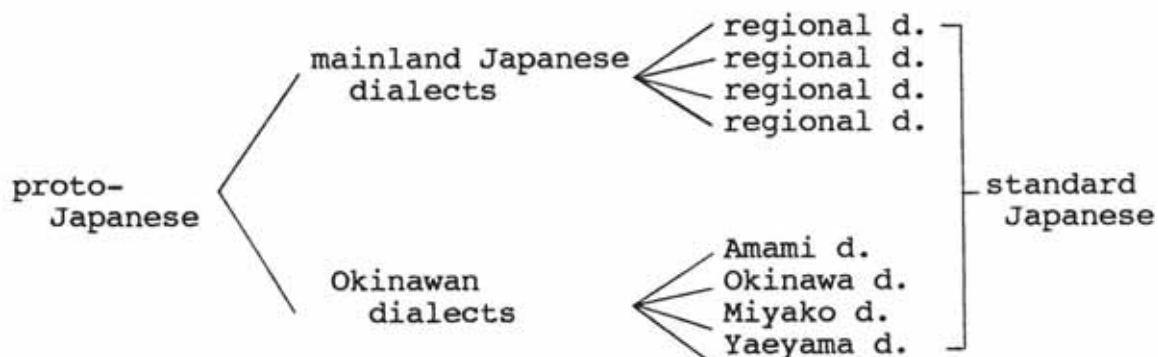 proto-
Japanese
mainland Japanese
dialects
Okinawan
dialects
regional d.
regional d.
regional d.
regional d.
Amami d.
Okinawa d.
Miyako d.
Yaeyama d.
standard
Japanese